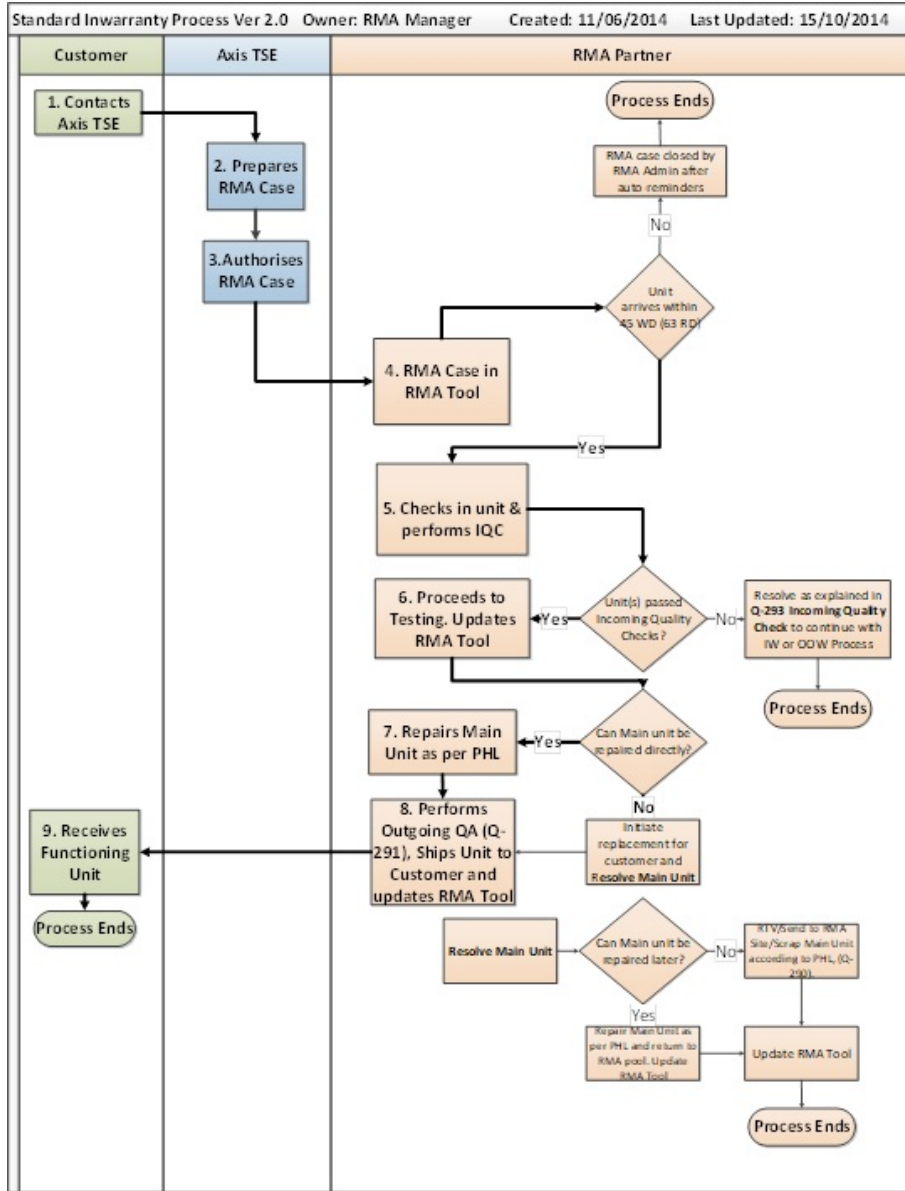 Standard Inwarranty Process Ver 2.0 Owner: RMA Manager Created: 11/06/2014 Last Updated: 15/10/2014
Customer
Axis TSE
RMA Partner
1. Contacts
Axis TSE
2. Prepares
RMA Case
3.Authorises
RMA Case
4. RMA Case in
RMA Tool
Process Ends
RMA case closed by
RMA Admin after
auto-reminders
No
Unit
arrives within
45 WD (63 RD)
Yes
5. Checks in unit &
performs IQC
Unit(s) passed
Incoming Quality
Checks?
No
Resolve as explained in
Q-293 Incoming Quality
Check to continue with
IW or OOW Process
Process Ends
Yes
6. Proceeds to
Testing. Updates
RMA Tool
Can Main unit be
repaired directly?
Yes
7. Repairs Main
Unit as per PHL
No
Initiate
replacement for
customer and
Resolve Main Unit
8. Performs
Outgoing QA (Q-
291), Ships Unit to
Customer and
updates RMA Tool
9. Receives
Functioning
Unit
Process Ends
Resolve Main Unit
Can Main unit be
repaired later?
No
RTV/Send to RMA
Site/Scrap Main Unit
according to PHL, (Q-
290).
Yes
Repair Main Unit as
per PHL and return to
RMA pool. Update
RMA Tool
Update RMA Tool
Process Ends